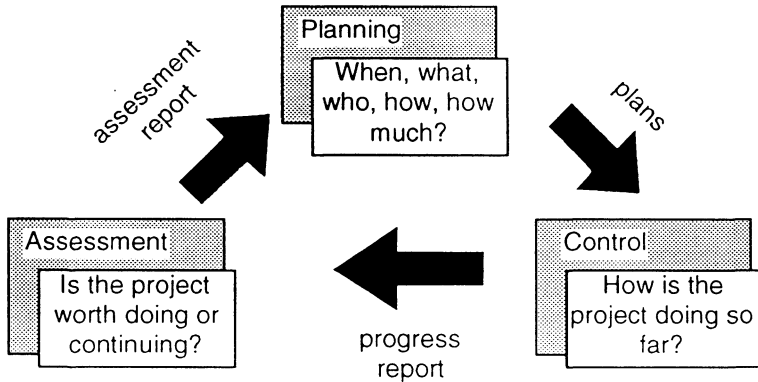 Planning
When, what,
who, how, how
much?
assessment
report
plans
Assessment
Is the project
worth doing or
continuing?
Control
How is the
project doing so
far?
progress
report